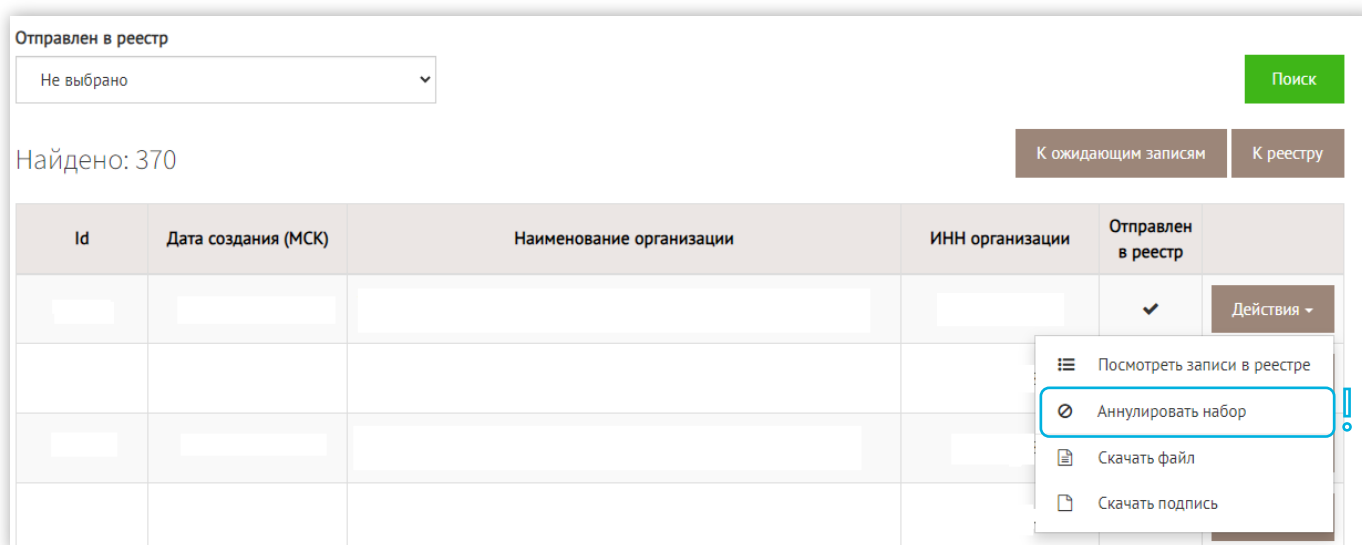 Отправлен в реестр
Не выбрано
Поиск
Найдено: 370
К ожидающим записям
К реестру
Id
Дата создания (МСК)
Наименование организации
ИНН организации
Отправлен
в реестр
Действия
Посмотреть записи в реестре
Аннулировать набор
!
Скачать файл
Скачать подпись